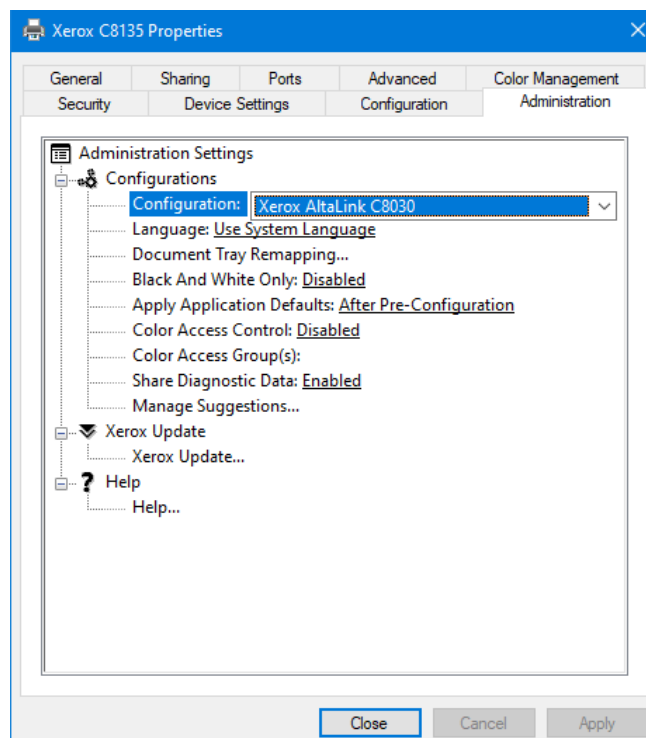 Xerox C8135 Properties
General Sharing Ports Advanced Color Management
Security Device Settings Configuration Administration
Administration Settings
Configurations
Configuration: Xerox AltaLink C8030
Language: Use System Language
Document Tray Remapping...
Black And White Only: Disabled
Apply Application Defaults: After Pre-Configuration
Color Access Control: Disabled
Color Access Group(s):
Share Diagnostic Data: Enabled
Manage Suggestions...
Xerox Update
Xerox Update...
? Help
Help...
Close Cancel Apply